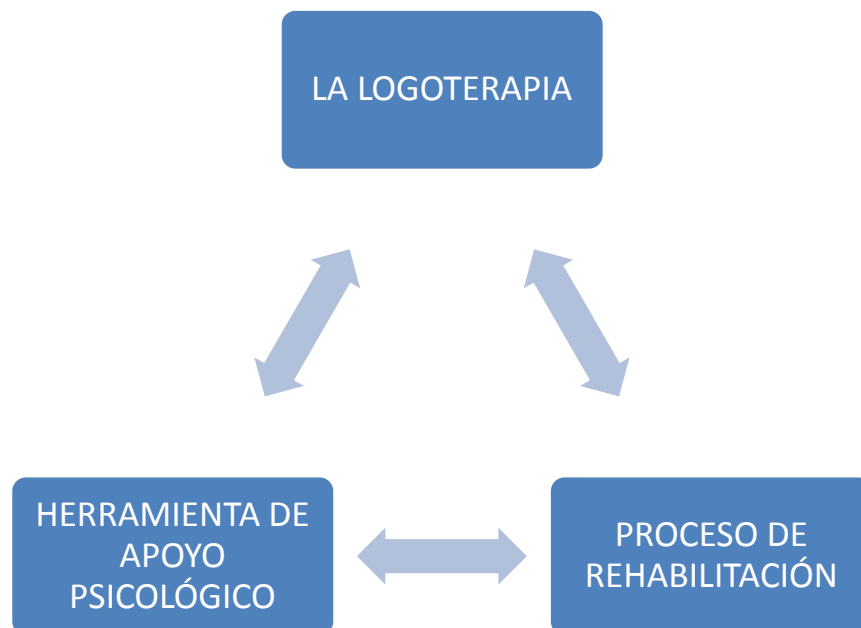 LA LOGOTERAPIA
HERRAMIENTA DE
APOYO
PSICOLÓGICO
PROCESO DE
REHABILITACIÓN